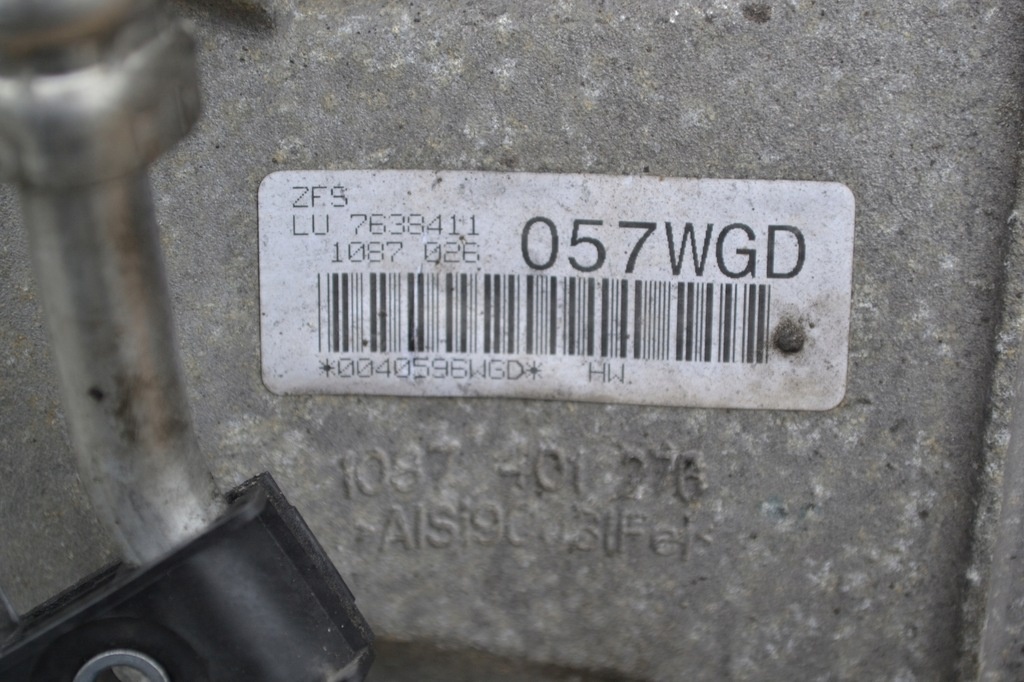 ZFS
LU 7638411
1087 026
057WGD
*0040596WGD* HW
1087 401 276